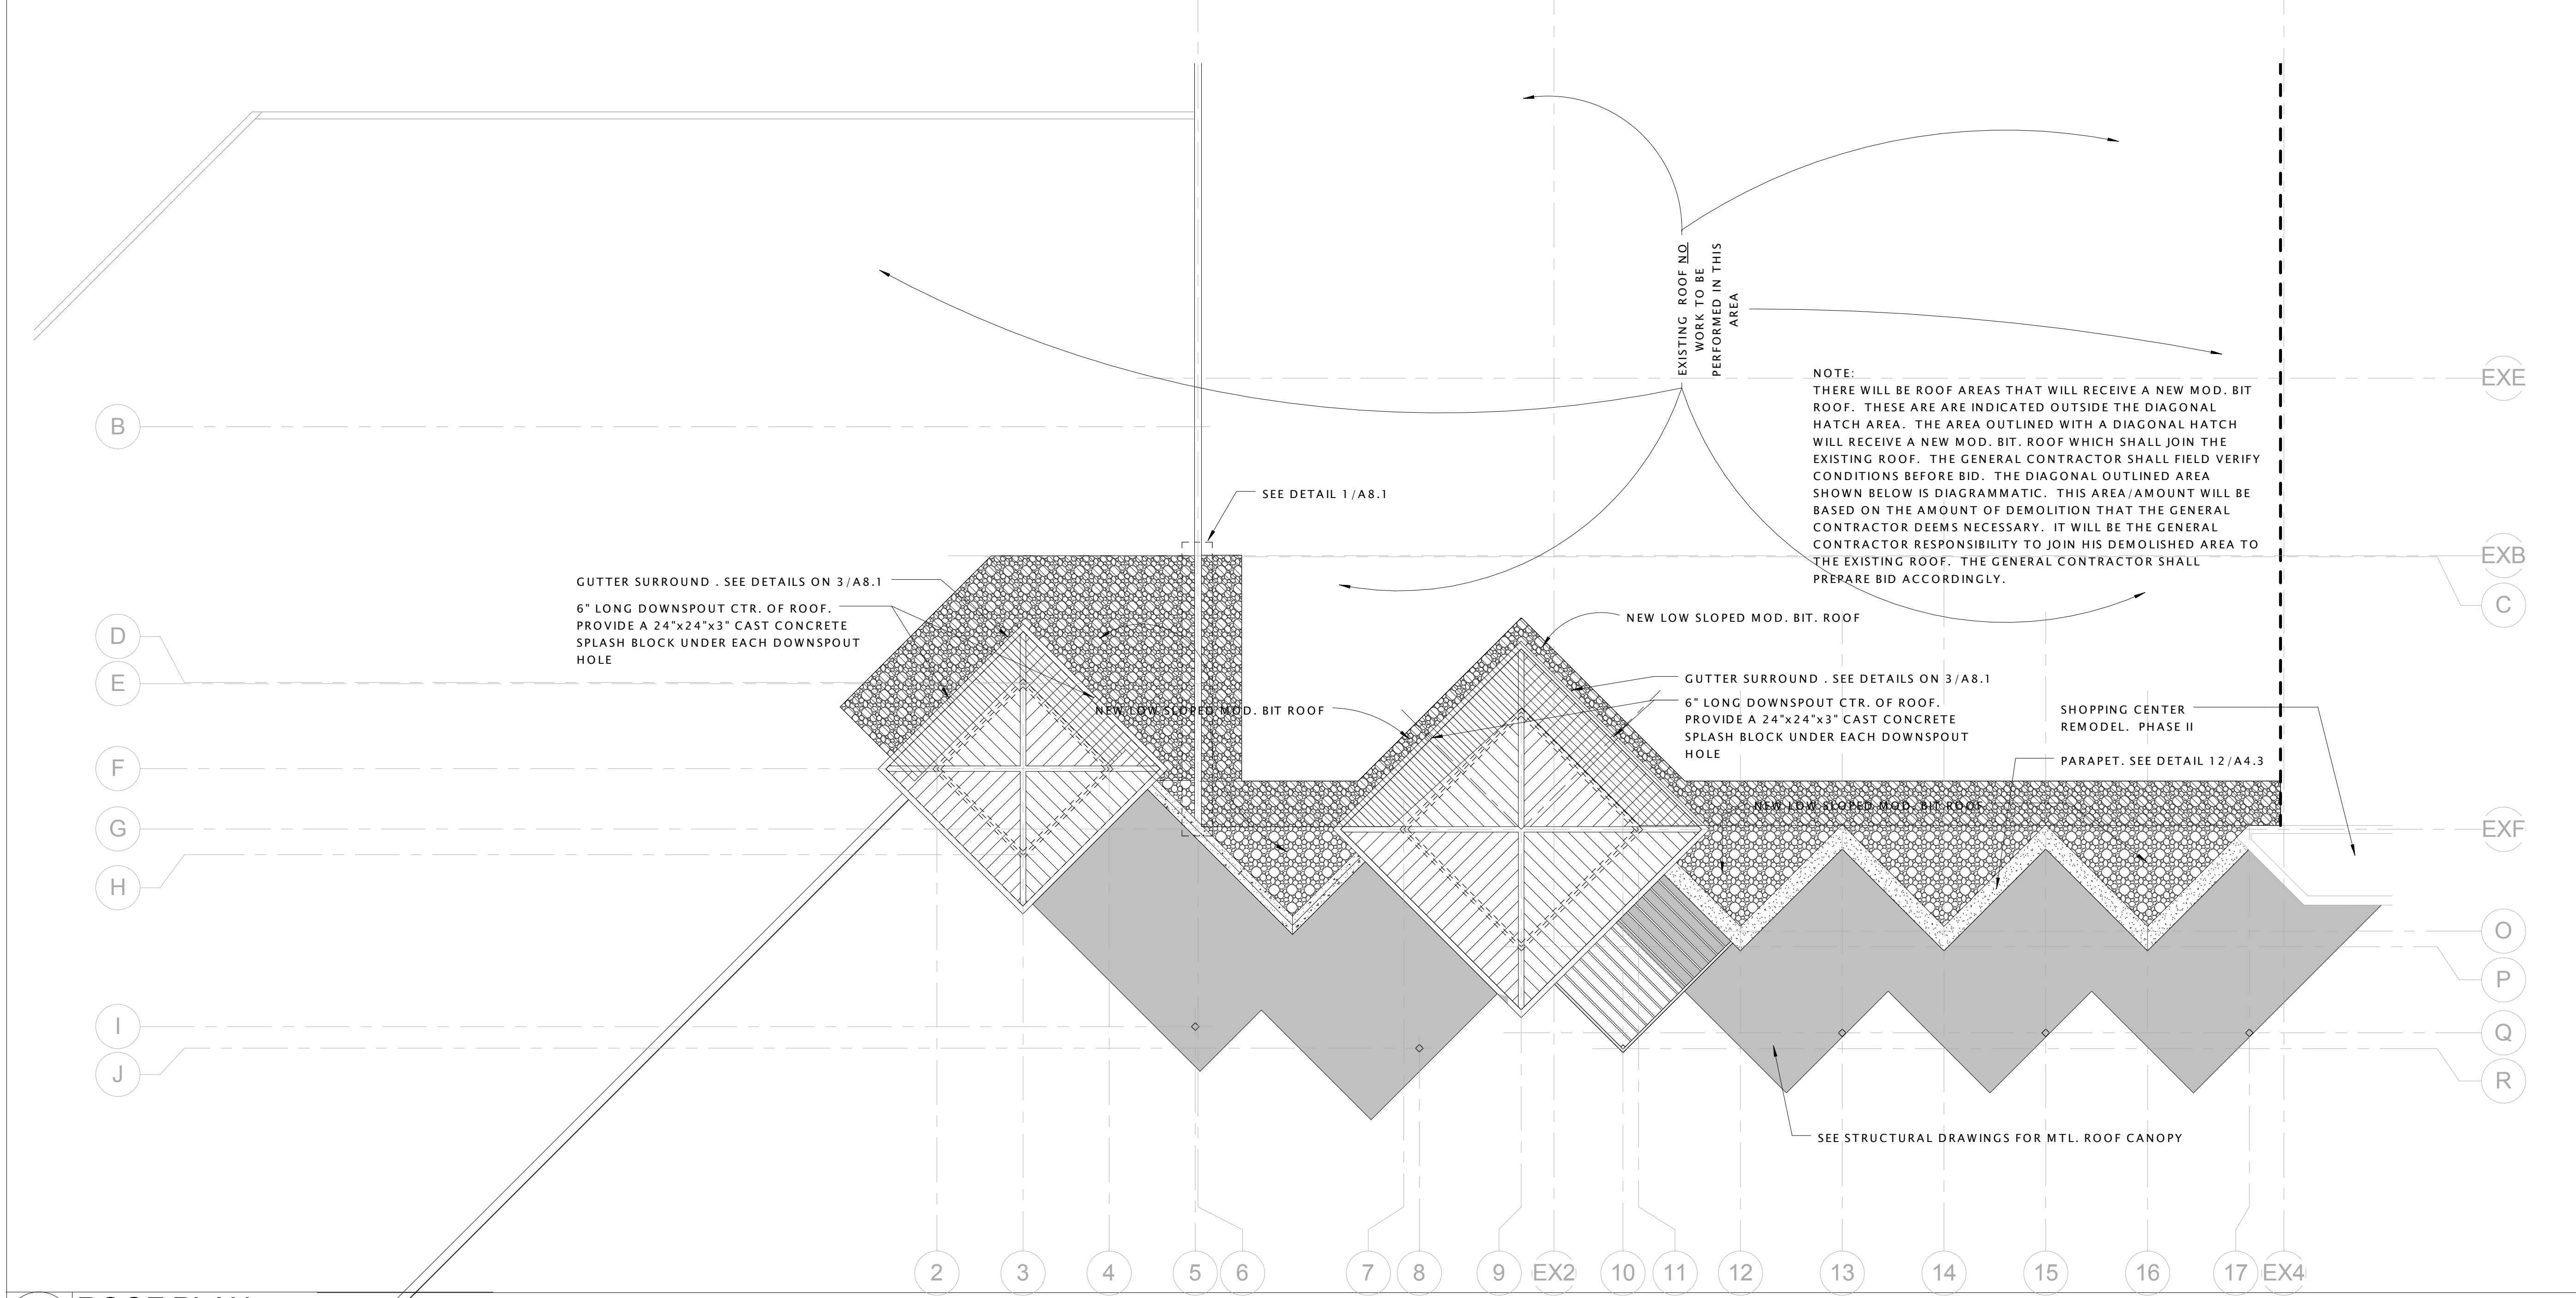 EXISTING ROOF NO
WORK TO BE
PERFORMED IN THIS
AREA
NOTE:
THERE WILL BE ROOF AREAS THAT WILL RECEIVE A NEW MOD. BIT
ROOF. THESE ARE ARE INDICATED OUTSIDE THE DIAGONAL
HATCH AREA. THE AREA OUTLINED WITH A DIAGONAL HATCH
WILL RECEIVE A NEW MOD. BIT. ROOF WHICH SHALL JOIN THE
EXISTING ROOF. THE GENERAL CONTRACTOR SHALL FIELD VERIFY
CONDITIONS BEFORE BID. THE DIAGONAL OUTLINED AREA
SHOWN BELOW IS DIAGRAMMATIC. THIS AREA/AMOUNT WILL BE
BASED ON THE AMOUNT OF DEMOLITION THAT THE GENERAL
CONTRACTOR DEEMS NECESSARY. IT WILL BE THE GENERAL
CONTRACTOR RESPONSIBILITY TO JOIN HIS DEMOLISHED AREA TO
THE EXISTING ROOF. THE GENERAL CONTRACTOR SHALL
PREPARE BID ACCORDINGLY.
SEE DETAIL 1/A8.1
GUTTER SURROUND . SEE DETAILS ON 3/A8.1
6" LONG DOWNSPOUT CTR. OF ROOF.
PROVIDE A 24"x24"x3" CAST CONCRETE
SPLASH BLOCK UNDER EACH DOWNSPOUT
HOLE
NEW LOW SLOPED MOD. BIT. ROOF
GUTTER SURROUND . SEE DETAILS ON 3/A8.1
6" LONG DOWNSPOUT CTR. OF ROOF.
PROVIDE A 24"x24"x3" CAST CONCRETE
SPLASH BLOCK UNDER EACH DOWNSPOUT
HOLE
NEW LOW SLOPED MOD. BIT ROOF
SHOPPING CENTER
REMODEL. PHASE II
PARAPET. SEE DETAIL 12/A4.3
NEW LOW SLOPED MOD. BIT ROOF
SEE STRUCTURAL DRAWINGS FOR MTL. ROOF CANOPY
B
D
E
F
G
H
I
J
EXE
EXB
C
EXF
O
P
Q
R
2
3
4
5
6
7
8
9
EX2
10
11
12
13
14
15
16
17
EX4
ROOF PLAN